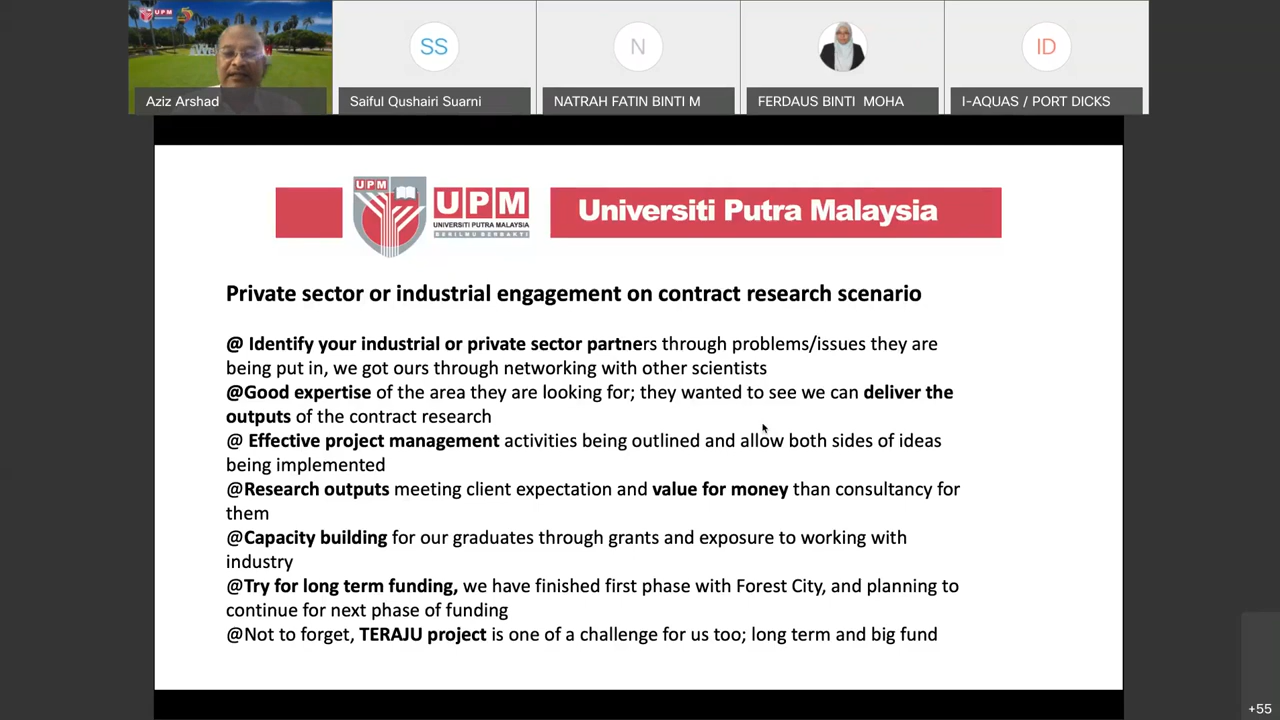 UPM
SS
N
ID
Aziz Arshad
Saiful Qushairi Suarni
NATRAH FATIN BINTI M
FERDAUS BINTI MOHA
I-AQUAS / PORT DICKS
UPM
UPM
UNIVERSITI PUTRA MALAYSIA
BERILMU BERBAKTI
Universiti Putra Malaysia
Private sector or industrial engagement on contract research scenario
@ Identify your industrial or private sector partners through problems/issues they are
being put in, we got ours through networking with other scientists
@Good expertise of the area they are looking for; they wanted to see we can deliver the
outputs of the contract research
@ Effective project management activities being outlined and allow both sides of ideas
being implemented
@Research outputs meeting client expectation and value for money than consultancy for
them
@Capacity building for our graduates through grants and exposure to working with
industry
@Try for long term funding, we have finished first phase with Forest City, and planning to
continue for next phase of funding
@Not to forget, TERAJU project is one of a challenge for us too; long term and big fund
+55